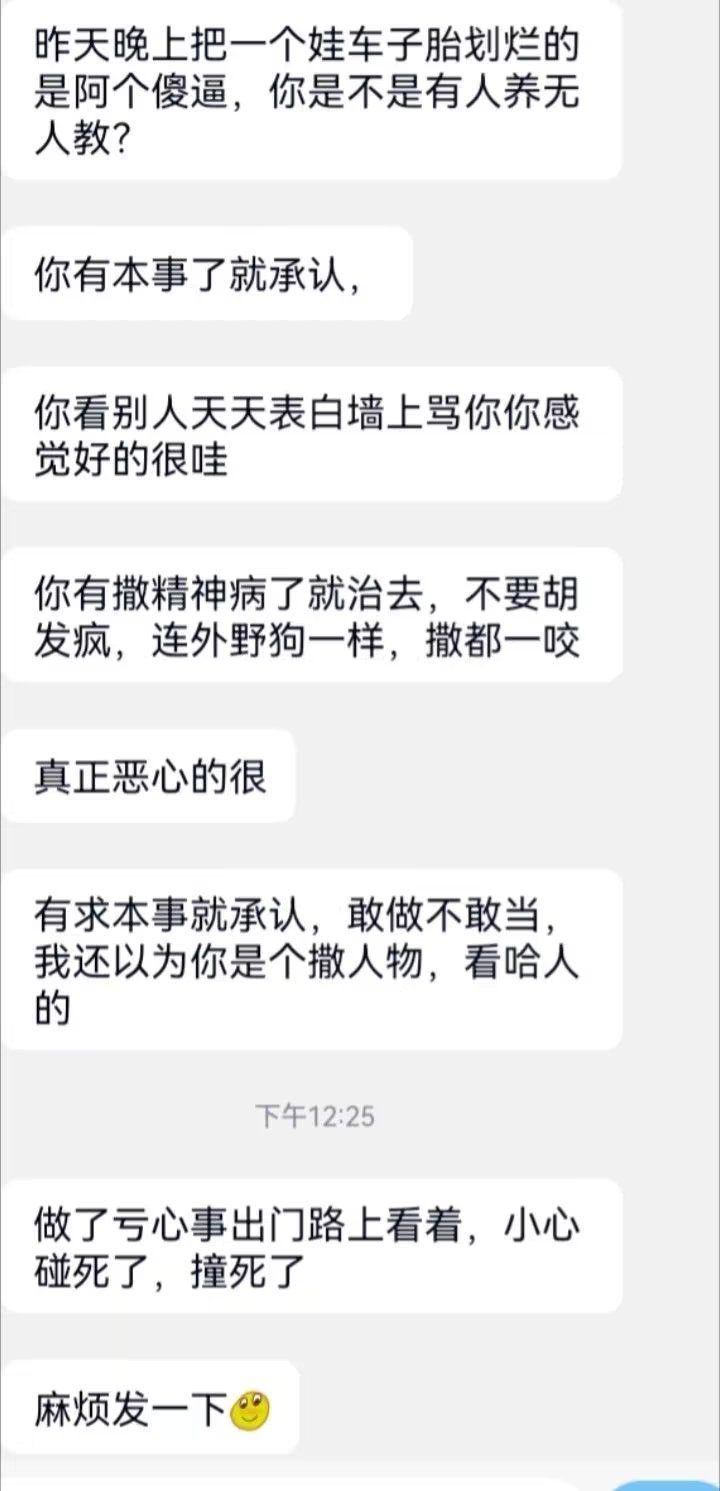 昨天晚上把一个娃车子胎划烂的
是阿个傻逼，你是不是有人养无
人教？
你有本事了就承认，
你看别人天天表白墙上骂你你感
觉好的很哇
你有撒精神病了就治去，不要胡
发疯，连外野狗一样，撒都一咬
真正恶心的很
有求本事就承认，敢做不敢当，
我还以为你是个撒人物，看哈人
的
下午12:25
做了亏心事出门路上看着，小心
碰死了，撞死了
麻烦发一下